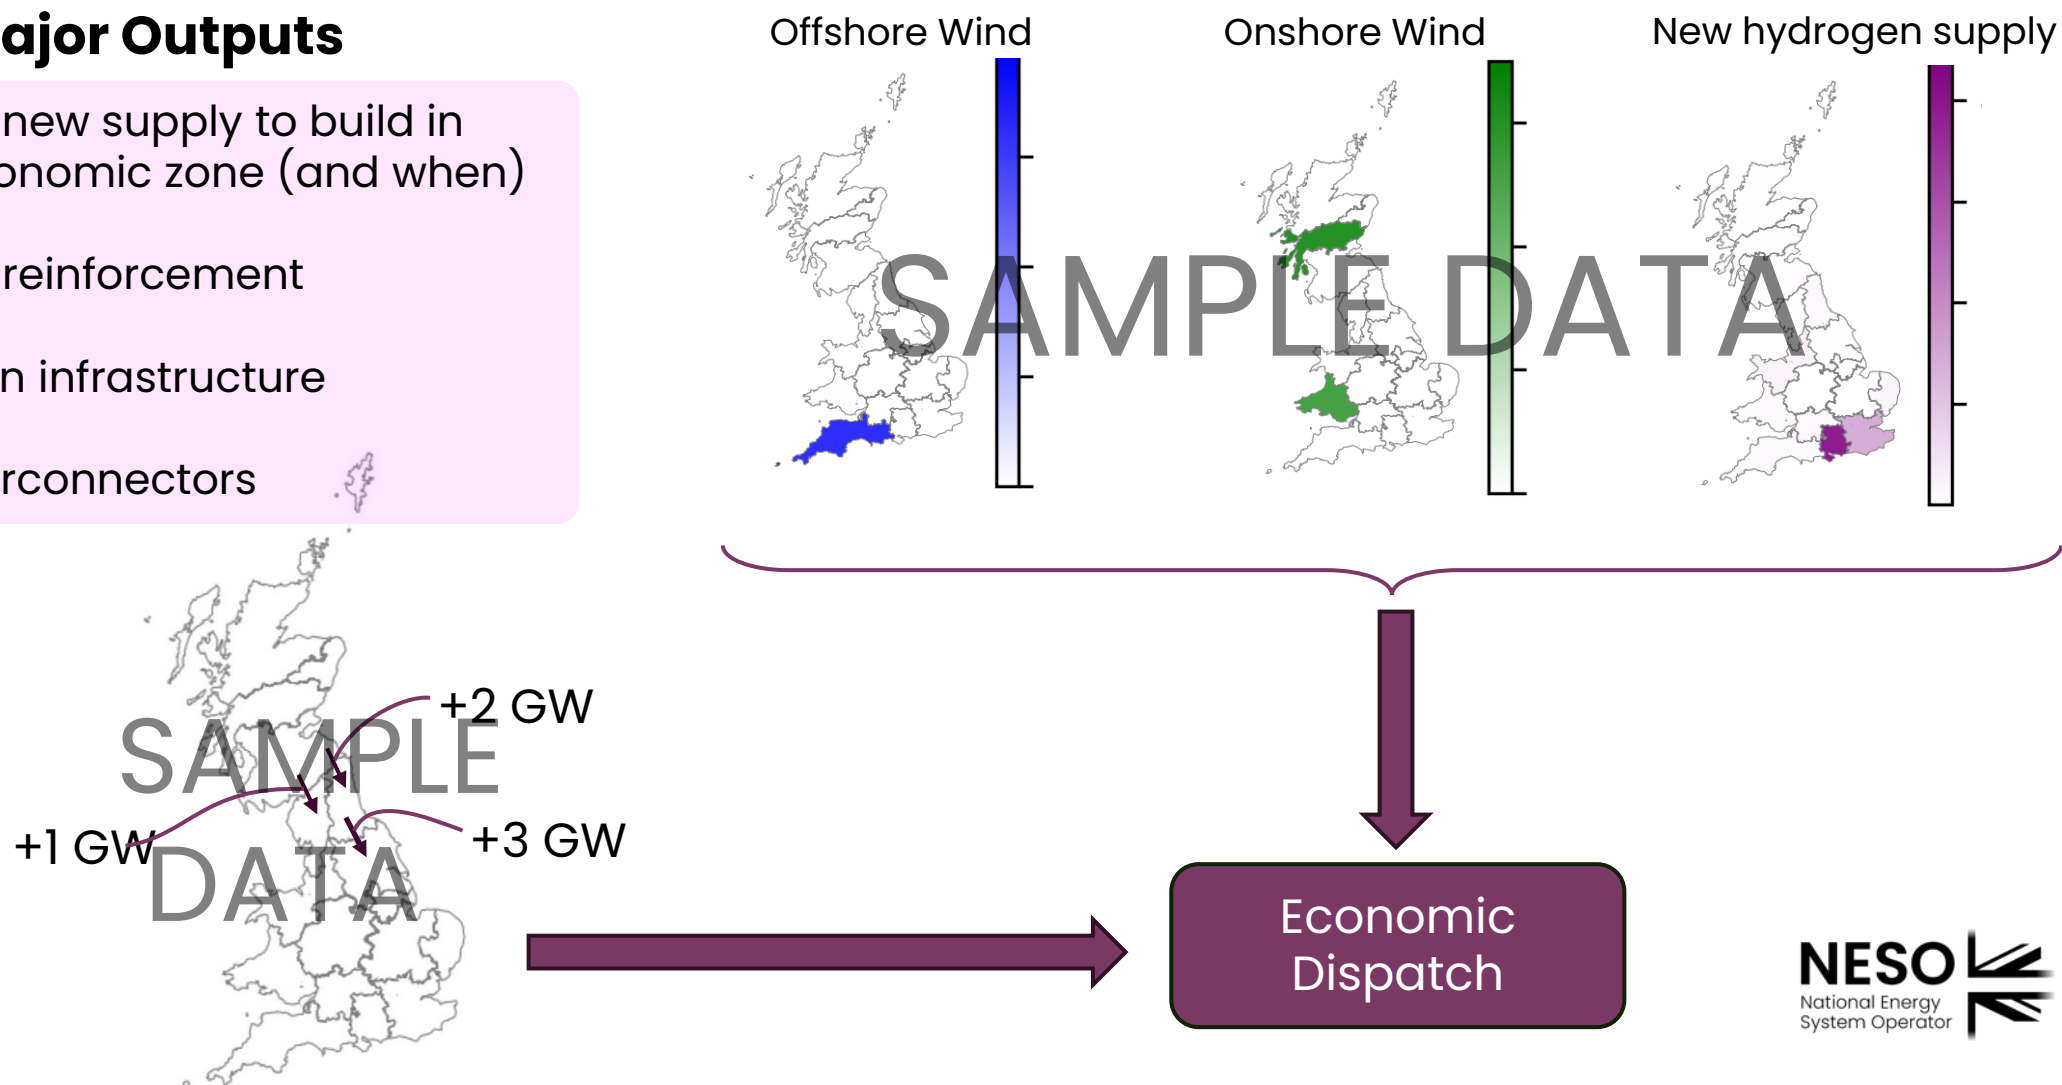 ajor Outputs
new supply to build in
onomic zone (and when)
reinforcement
n infrastructure
rconnectors
Offshore Wind
Onshore Wind
New hydrogen supply
SAMPLE DATA
+2 GW
SAMPLE
+1 GW
+3 GW
DATA
Economic
Dispatch
NESO
National Energy
System Operator